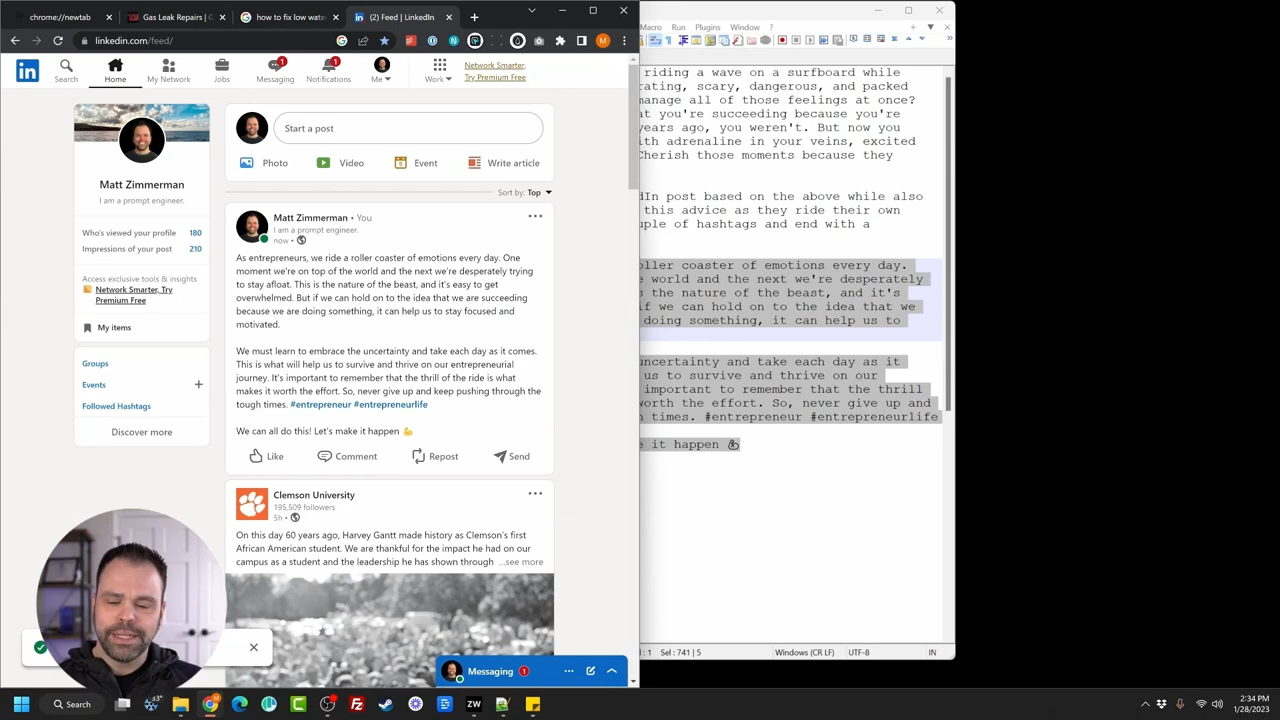 chrome://newtab
Gas Leak Repairs |
how to fix low wate
(2) Feed | LinkedIn
linkedin.com/feed/
M
Macro Run Plugins Window ?
in
Search
Home
My Network
Jobs
1
Messaging
1
Notifications
Me
Work
Network Smarter,
Try Premium Free
Matt Zimmerman
I am a prompt engineer.
Who's viewed your profile 180
Impressions of your post 210
Access exclusive tools & insights
Network Smarter, Try
Premium Free
My items
Groups
Events
Followed Hashtags
Discover more
Start a post
Photo
Video
Event
Write article
Sort by: Top
Matt Zimmerman • You
I am a prompt engineer.
now •
As entrepreneurs, we ride a roller coaster of emotions every day. One
moment we're on top of the world and the next we're desperately trying
to stay afloat. This is the nature of the beast, and it's easy to get
overwhelmed. But if we can hold on to the idea that we are succeeding
because we are doing something, it can help us to stay focused and
motivated.
We must learn to embrace the uncertainty and take each day as it comes.
This is what will help us to survive and thrive on our entrepreneurial
journey. It's important to remember that the thrill of the ride is what
makes it worth the effort. So, never give up and keep pushing through the
tough times. #entrepreneur #entrepreneurlife
We can all do this! Let's make it happen 💪
Like
Comment
Repost
Send
Clemson University
195,509 followers
5h •
On this day 60 years ago, Harvey Gantt made history as Clemson's first
African American student. We are thankful for the impact he had on our
campus as a student and the leadership he has shown through ...see more
Messaging 1
riding a wave on a surfboard while
rating, scary, dangerous, and packed
manage all of those feelings at once?
at you're succeeding because you're
years ago, you weren't. But now you
ith adrenaline in your veins, excited
Cherish those moments because they
dIn post based on the above while also
this advice as they ride their own
uple of hashtags and end with a
oller coaster of emotions every day.
e world and the next we're desperately
s the nature of the beast, and it's
if we can hold on to the idea that we
doing something, it can help us to
uncertainty and take each day as it
us to survive and thrive on our
important to remember that the thrill
worth the effort. So, never give up and
n times. #entrepreneur #entrepreneurlife
e it happen 💪
: 1 Sel : 741 | 5
Windows (CR LF)
UTF-8
IN
Search
33°
ZW
2:34 PM
1/28/2023